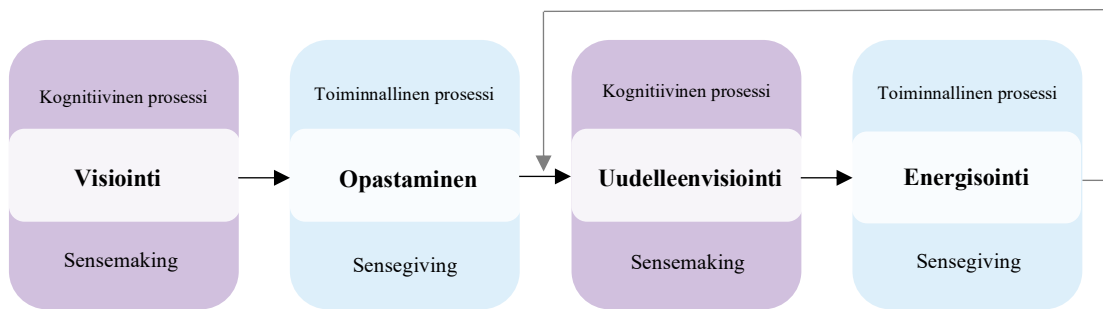 Kognitiivinen prosessi
Visiointi
Sensemaking
Toiminnallinen prosessi
Opastaminen
Sensegiving
Kognitiivinen prosessi
Uudelleenvisiointi
Sensemaking
Toiminnallinen prosessi
Energisointi
Sensegiving